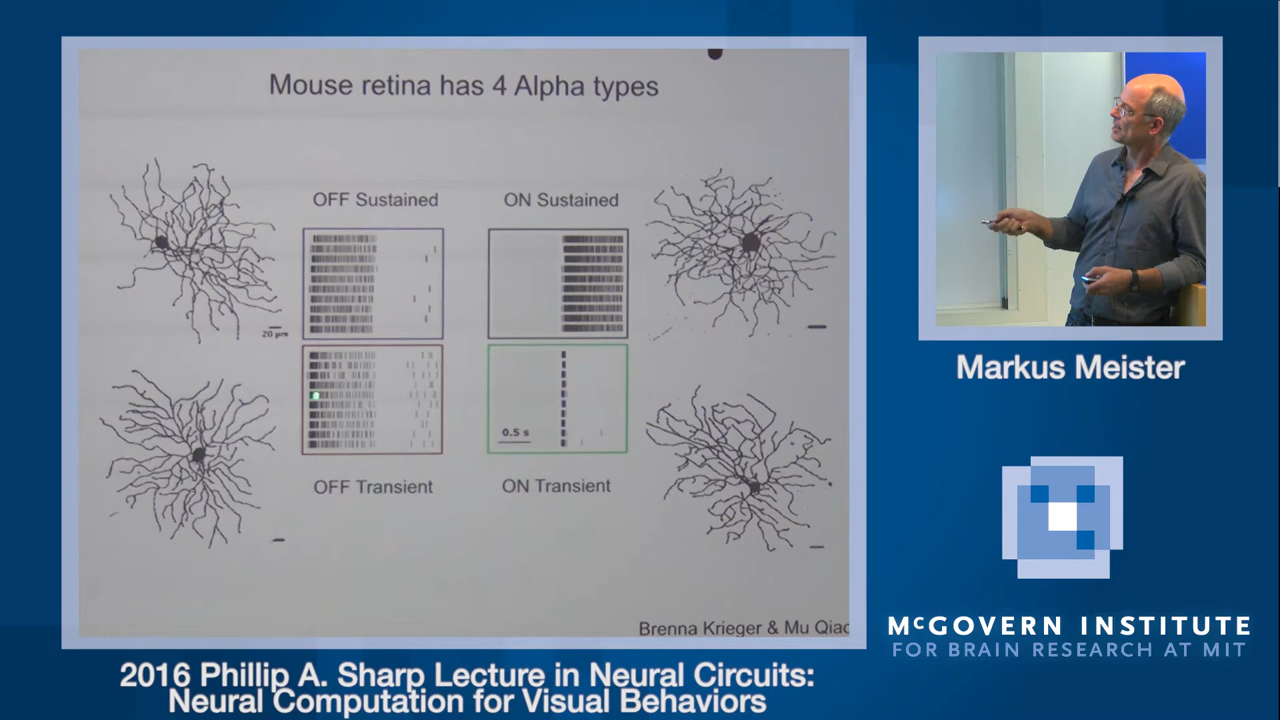 Mouse retina has 4 Alpha types
OFF Sustained
ON Sustained
20 µm
0.5 s
OFF Transient
ON Transient
Brenna Krieger & Mu Qiao
Markus Meister
McGOVERN INSTITUTE
FOR BRAIN RESEARCH AT MIT
2016 Phillip A. Sharp Lecture in Neural Circuits:
Neural Computation for Visual Behaviors